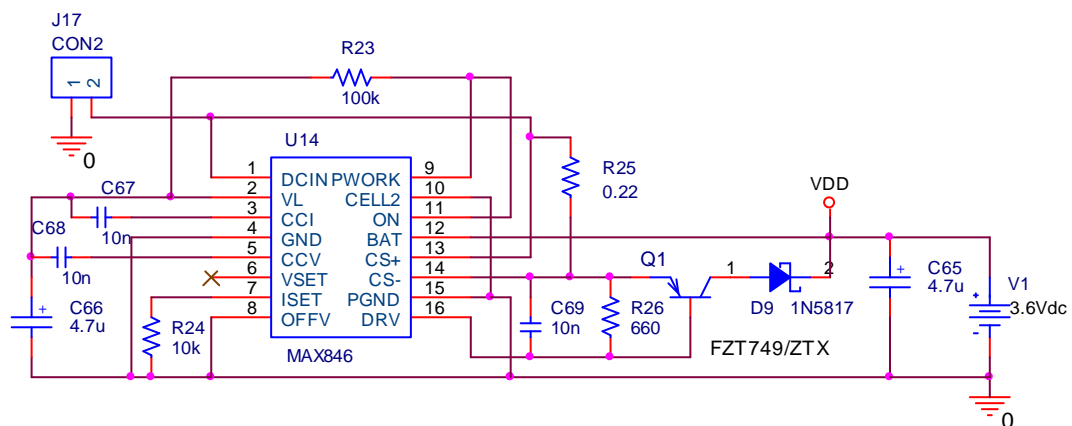 J17
CON2
1 2
0
R23
100k
U14
1 DCIN PWORK 9
2 VL CELL2 10
3 CCI ON 11
4 GND BAT 12
5 CCV CS+ 13
6 VSET CS- 14
7 ISET PGND 15
8 OFFV DRV 16
MAX846
C67
10n
C68
10n
C66
4.7u
+
R24
10k
R25
0.22
C69
10n
R26
660
Q1
FZT749/ZTX
1 2
D9 1N5817
VDD
+
C65
4.7u
V1
+
-
3.6Vdc
0